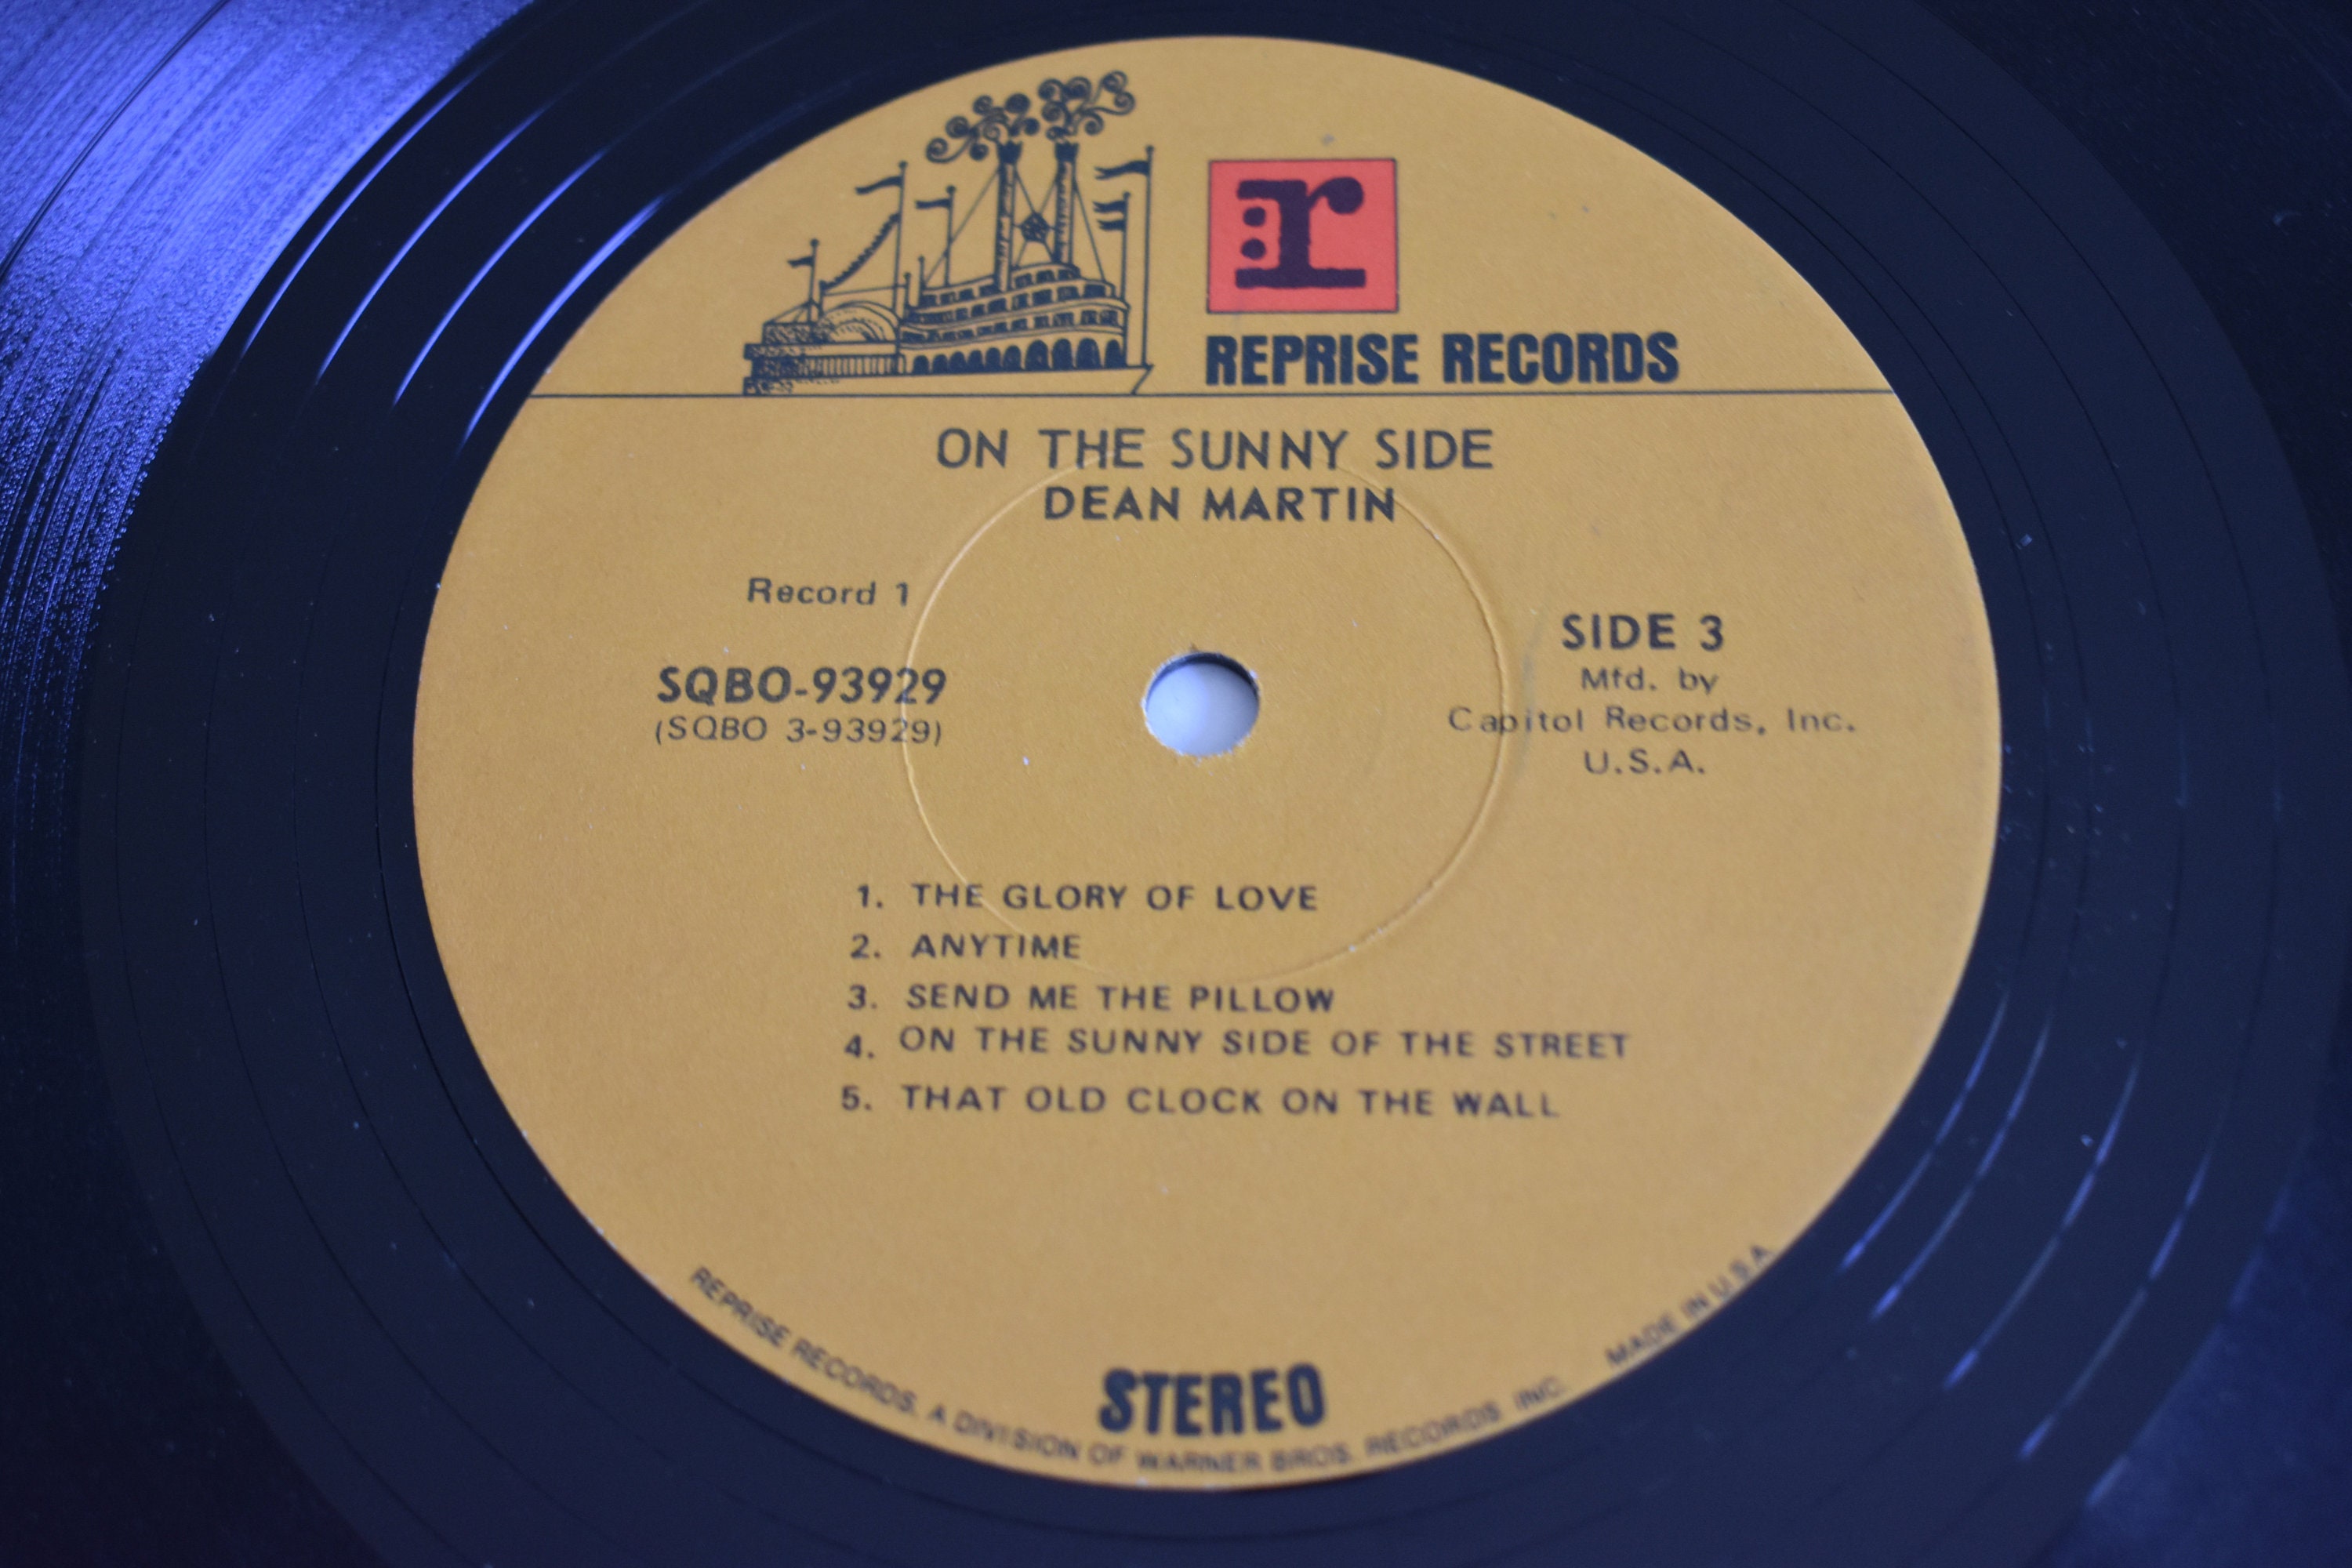 r
REPRISE RECORDS
ON THE SUNNY SIDE
DEAN MARTIN
Record 1
SQBO-93929
(SQBO 3-93929)
SIDE 3
Mfd. by
Capitol Records, Inc.
U.S.A.
1. THE GLORY OF LOVE
2. ANYTIME
3. SEND ME THE PILLOW
4. ON THE SUNNY SIDE OF THE STREET
5. THAT OLD CLOCK ON THE WALL
STEREO
REPRISE RECORDS, A DIVISION OF WARNER BROS. RECORDS INC. MADE IN U.S.A.